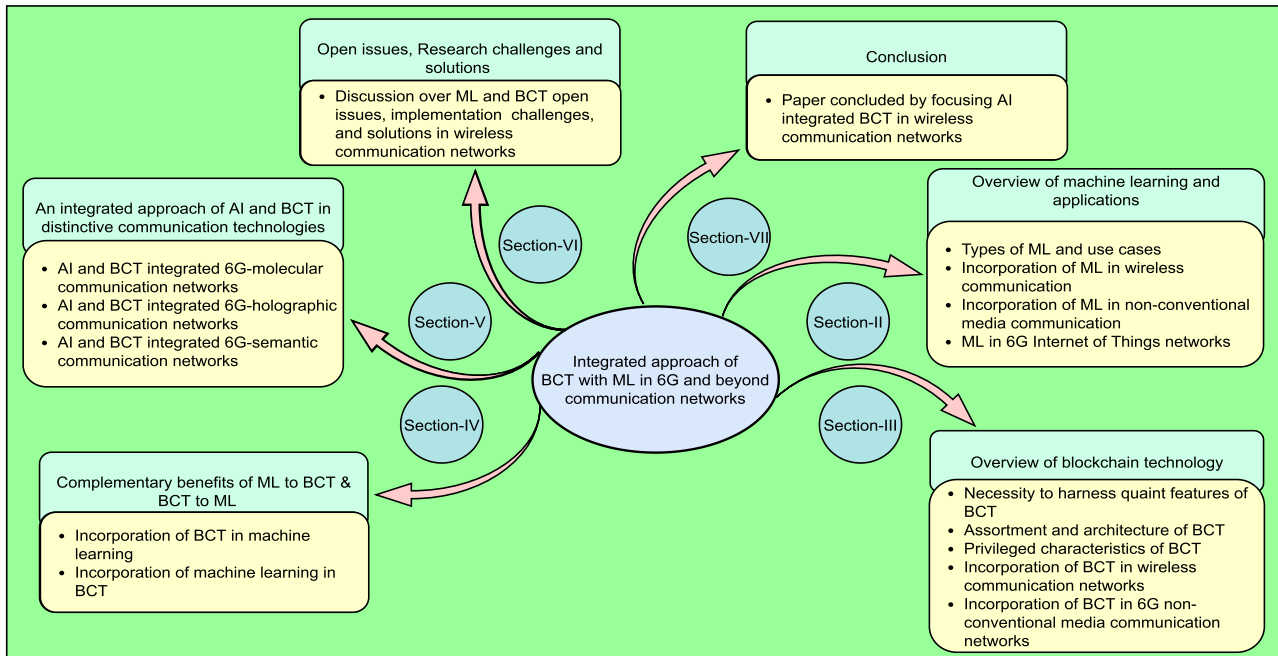 Open issues, Research challenges and
solutions
• Discussion over ML and BCT open
issues, implementation challenges,
and solutions in wireless
communication networks
Conclusion
• Paper concluded by focusing AI
integrated BCT in wireless
communication networks
An integrated approach of AI and BCT in
distinctive communication technologies
• AI and BCT integrated 6G-molecular
communication networks
• AI and BCT integrated 6G-holographic
communication networks
• AI and BCT integrated 6G-semantic
communication networks
Section-VI
Section-VII
Overview of machine learning and
applications
• Types of ML and use cases
• Incorporation of ML in wireless
communication
• Incorporation of ML in non-conventional
media communication
• ML in 6G Internet of Things networks
Section-V
Section-II
Integrated approach of
BCT with ML in 6G and beyond
communication networks
Section-IV
Section-III
Complementary benefits of ML to BCT &
BCT to ML
• Incorporation of BCT in machine
learning
• Incorporation of machine learning in
BCT
Overview of blockchain technology
• Necessity to harness quaint features of
BCT
• Assortment and architecture of BCT
• Privileged characteristics of BCT
• Incorporation of BCT in wireless
communication networks
• Incorporation of BCT in 6G non-
conventional media communication
networks